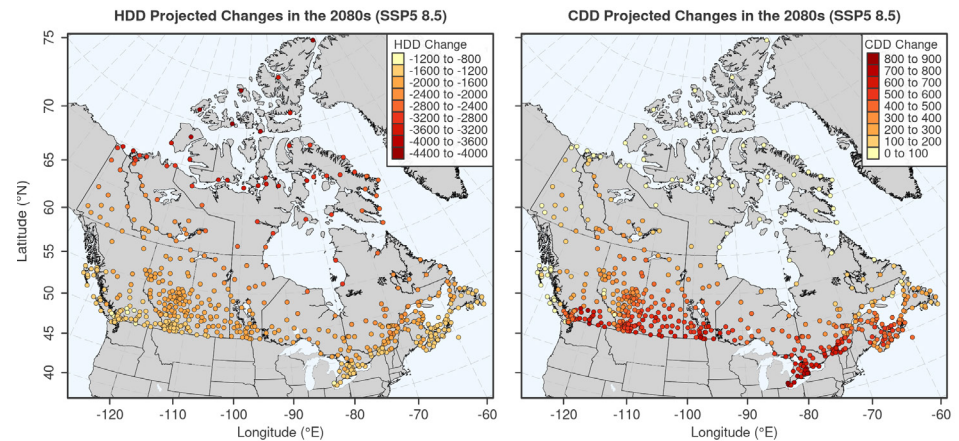 HDD Projected Changes in the 2080s (SSP5 8.5)
HDD Change
-1200 to -800
-1600 to -1200
-2000 to -1600
-2400 to -2000
-2800 to -2400
-3200 to -2800
-3600 to -3200
-4000 to -3600
-4400 to -4000
75
70
65
60
55
50
45
40
Latitude (°N)
-120
-110
-100
-90
-80
-70
-60
Longitude (°E)
CDD Projected Changes in the 2080s (SSP5 8.5)
CDD Change
800 to 900
700 to 800
600 to 700
500 to 600
400 to 500
300 to 400
200 to 300
100 to 200
0 to 100
-120
-110
-100
-90
-80
-70
-60
Longitude (°E)